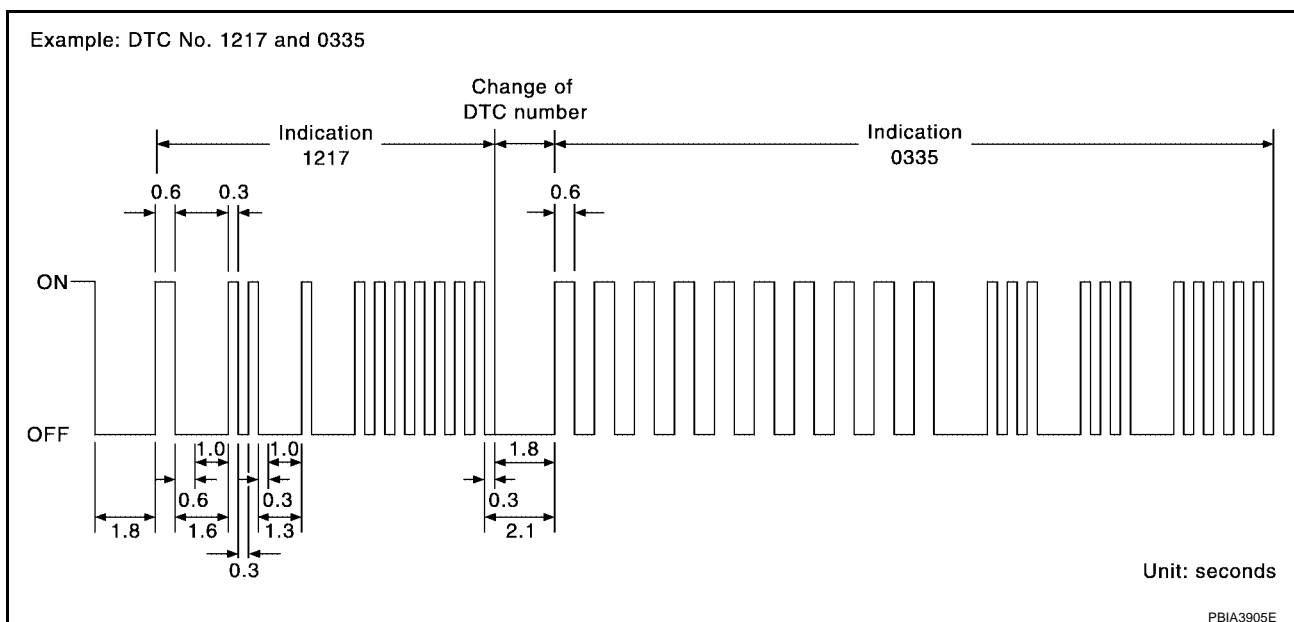 Example: DTC No. 1217 and 0335
Change of
DTC number
Indication
1217
Indication
0335
0.6
0.3
0.6
ON
OFF
1.0
1.0
1.8
0.6
0.3
0.3
1.8
1.6
1.3
2.1
0.3
Unit: seconds
PBIA3905E